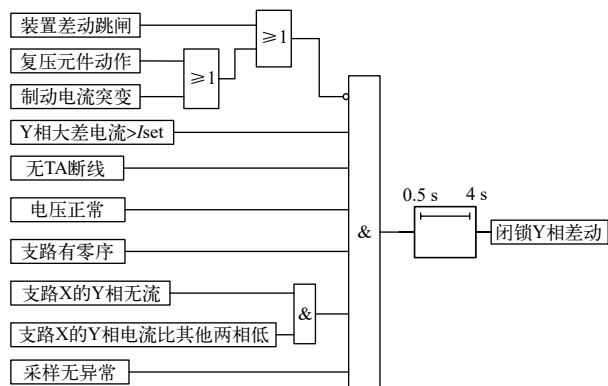 装置差动跳闸
≥1
复压元件动作
≥1
制动电流突变
Y相大差电流>Iset
无TA断线
0.5 s 4 s
电压正常
&
闭锁Y相差动
支路有零序
支路X的Y相无流
&
支路X的Y相电流比其他两相低
采样无异常